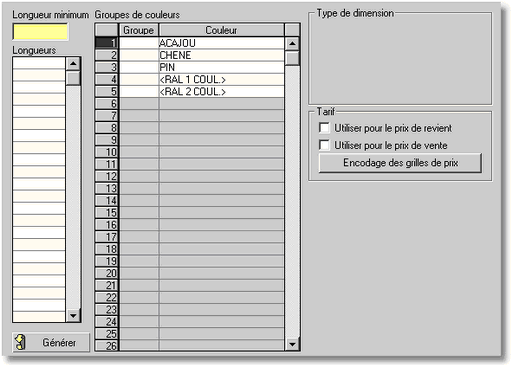 Longueur minimum
Longueurs
Générer
Groupes de couleurs
Groupe Couleur
1 ACAJOU
2 CHENE
3 PIN
4 <RAL 1 COUL.>
5 <RAL 2 COUL.>
6
7
8
9
10
11
12
13
14
15
16
17
18
19
20
21
22
23
24
25
26
Type de dimension
Tarif
Utiliser pour le prix de revient
Utiliser pour le prix de vente
Encodage des grilles de prix